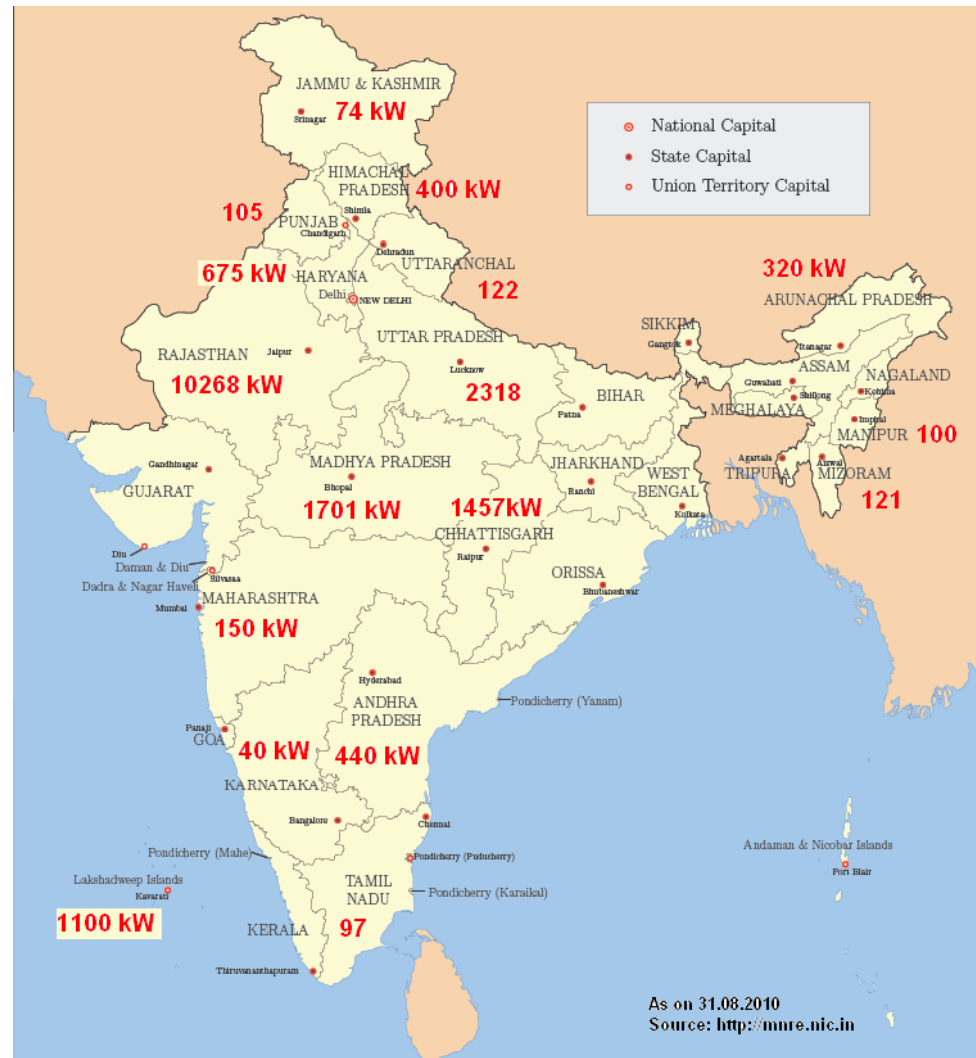 JAMMU & KASHMIR
74 kW
Srinagar
National Capital
State Capital
Union Territory Capital
HIMACHAL
PRADESH
400 kW
Shimla
105
PUNJAB
Chandigarh
Dehradun
UTTARANCHAL
122
675 kW
HARYANA
Delhi
NEW DELHI
320 kW
ARUNACHAL PRADESH
SIKKIM
Gangtok
Itanagar
UTTAR PRADESH
Lucknow
2318
RAJASTHAN
Jaipur
10268 kW
ASSAM
Guwahati
NAGALAND
Kohima
Shillong
MEGHALAYA
BIHAR
Patna
Imphal
MANIPUR
100
Agartala
TRIPURA
Aizwal
MIZORAM
121
Gandhinagar
GUJARAT
MADHYA PRADESH
Bhopal
1701 kW
JHARKHAND
Ranchi
WEST
BENGAL
Kolkata
1457kW
CHHATTISGARH
Raipur
Diu
Daman & Diu
Dadra & Nagar Haveli
Silvasaa
ORISSA
Bhubaneshwar
MAHARASHTRA
Mumbai
150 kW
Hyderabad
ANDHRA
PRADESH
440 kW
Pondicherry (Yanam)
Panaji
GOA
40 kW
KARNATAKA
Bangalore
Chennai
Pondicherry (Mahe)
Pondicherry (Puducherry)
Andaman & Nicobar Islands
Port Blair
Lakshadweep Islands
Kavarati
1100 kW
TAMIL
NADU
Pondicherry (Karaikal)
97
KERALA
Thiruvananthapuram
As on 31.08.2010
Source: http://mnre.nic.in